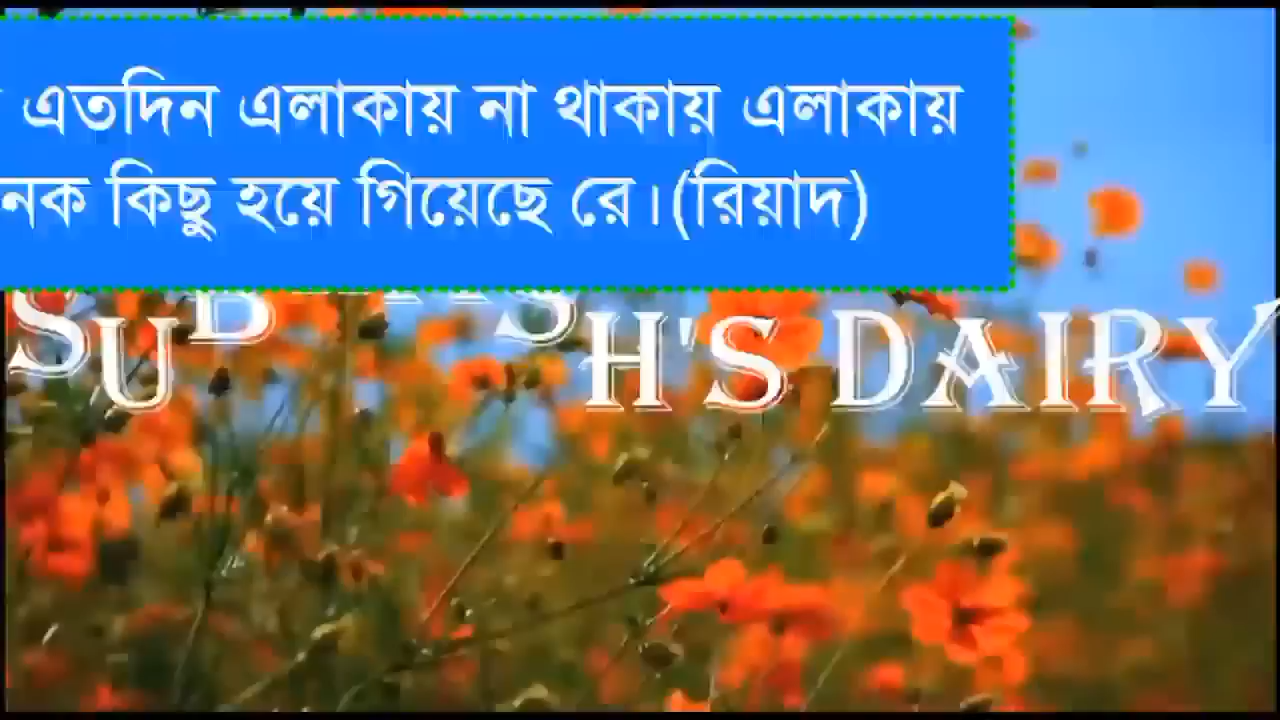 এতদিন এলাকায় না থাকায় এলাকায়
কিছু হয়ে গিয়েছে রে।(রিয়াদ)
H'S DAIRY